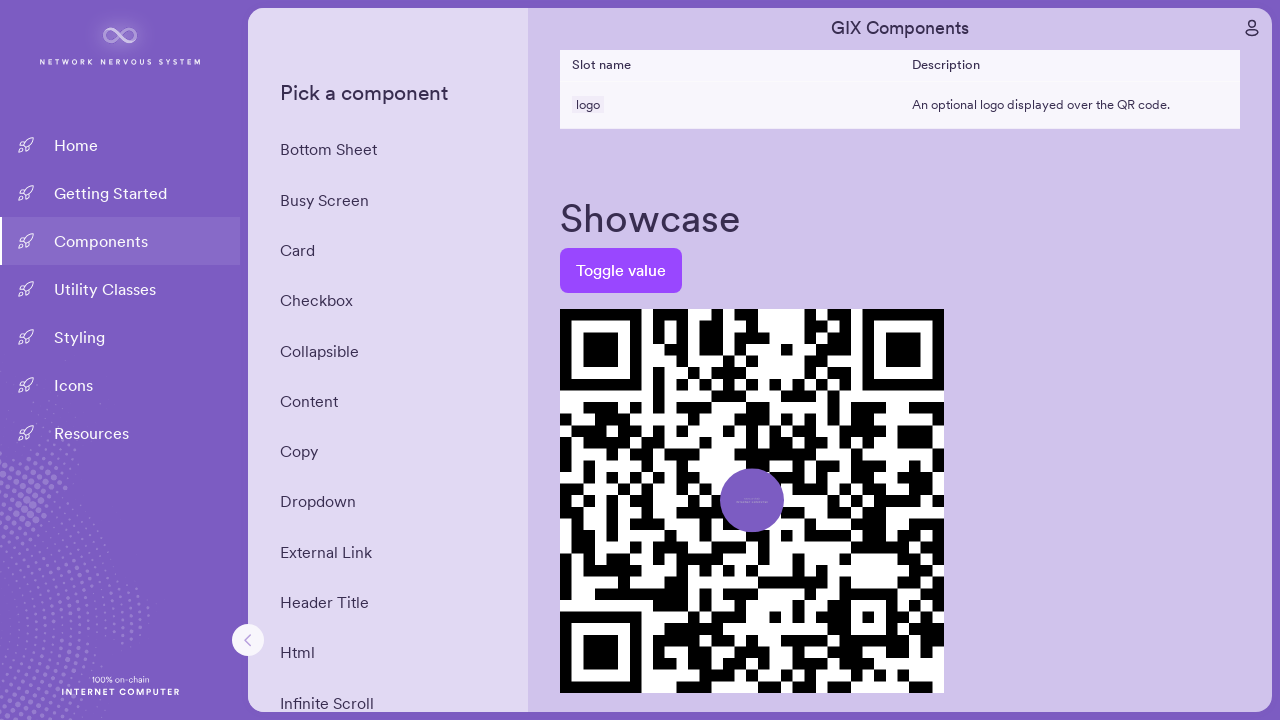 NETWORK NERVOUS SYSTEM
Home
Getting Started
Components
Utility Classes
Styling
Icons
Resources
100% on-chain
INTERNET COMPUTER
Pick a component
Bottom Sheet
Busy Screen
Card
Checkbox
Collapsible
Content
Copy
Dropdown
External Link
Header Title
Html
Infinite Scroll
GIX Components
Slot name Description
logo An optional logo displayed over the QR code.
Showcase
Toggle value